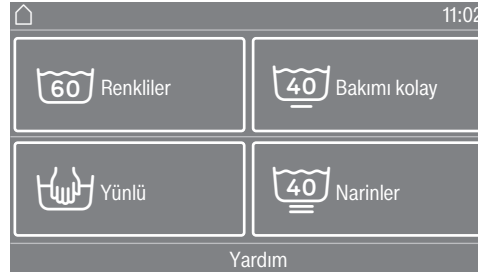 11:02
60 Renkliler
40 Bakımı kolay
Yünlü
40 Narinler
Yardım